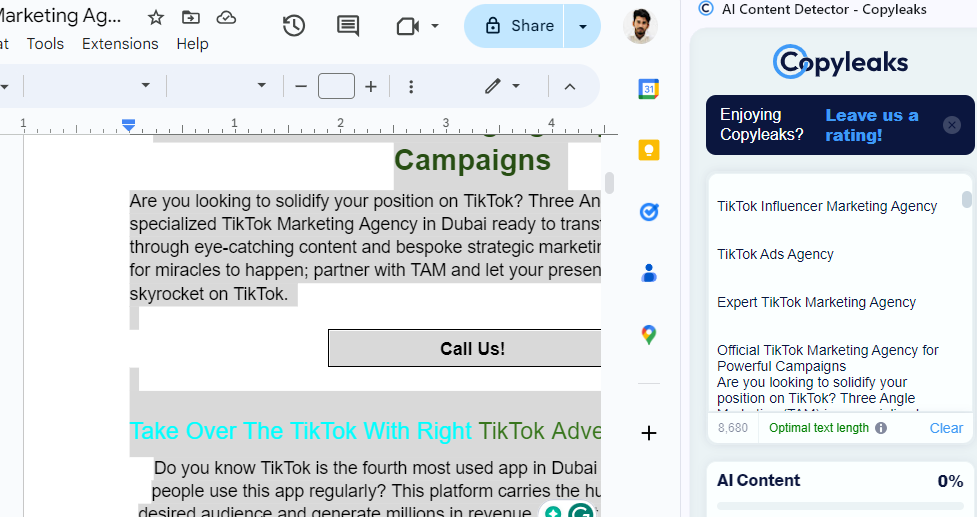 Marketing Ag...
at Tools Extensions Help
Share
AI Content Detector - Copyleaks
Copyleaks
Enjoying Copyleaks?
Leave us a rating!
1 1 2 3 4
31
Campaigns
Are you looking to solidify your position on TikTok? Three An
specialized TikTok Marketing Agency in Dubai ready to transf
through eye-catching content and bespoke strategic marketin
for miracles to happen; partner with TAM and let your presen
skyrocket on TikTok.
Call Us!
Take Over The TikTok With Right TikTok Adve
Do you know TikTok is the fourth most used app in Dubai
people use this app regularly? This platform carries the hu
desired audience and generate millions in revenue.
TikTok Influencer Marketing Agency
TikTok Ads Agency
Expert TikTok Marketing Agency
Official TikTok Marketing Agency for
Powerful Campaigns
Are you looking to solidify your
position on TikTok? Three Angle
8,680 Optimal text length Clear
AI Content 0%